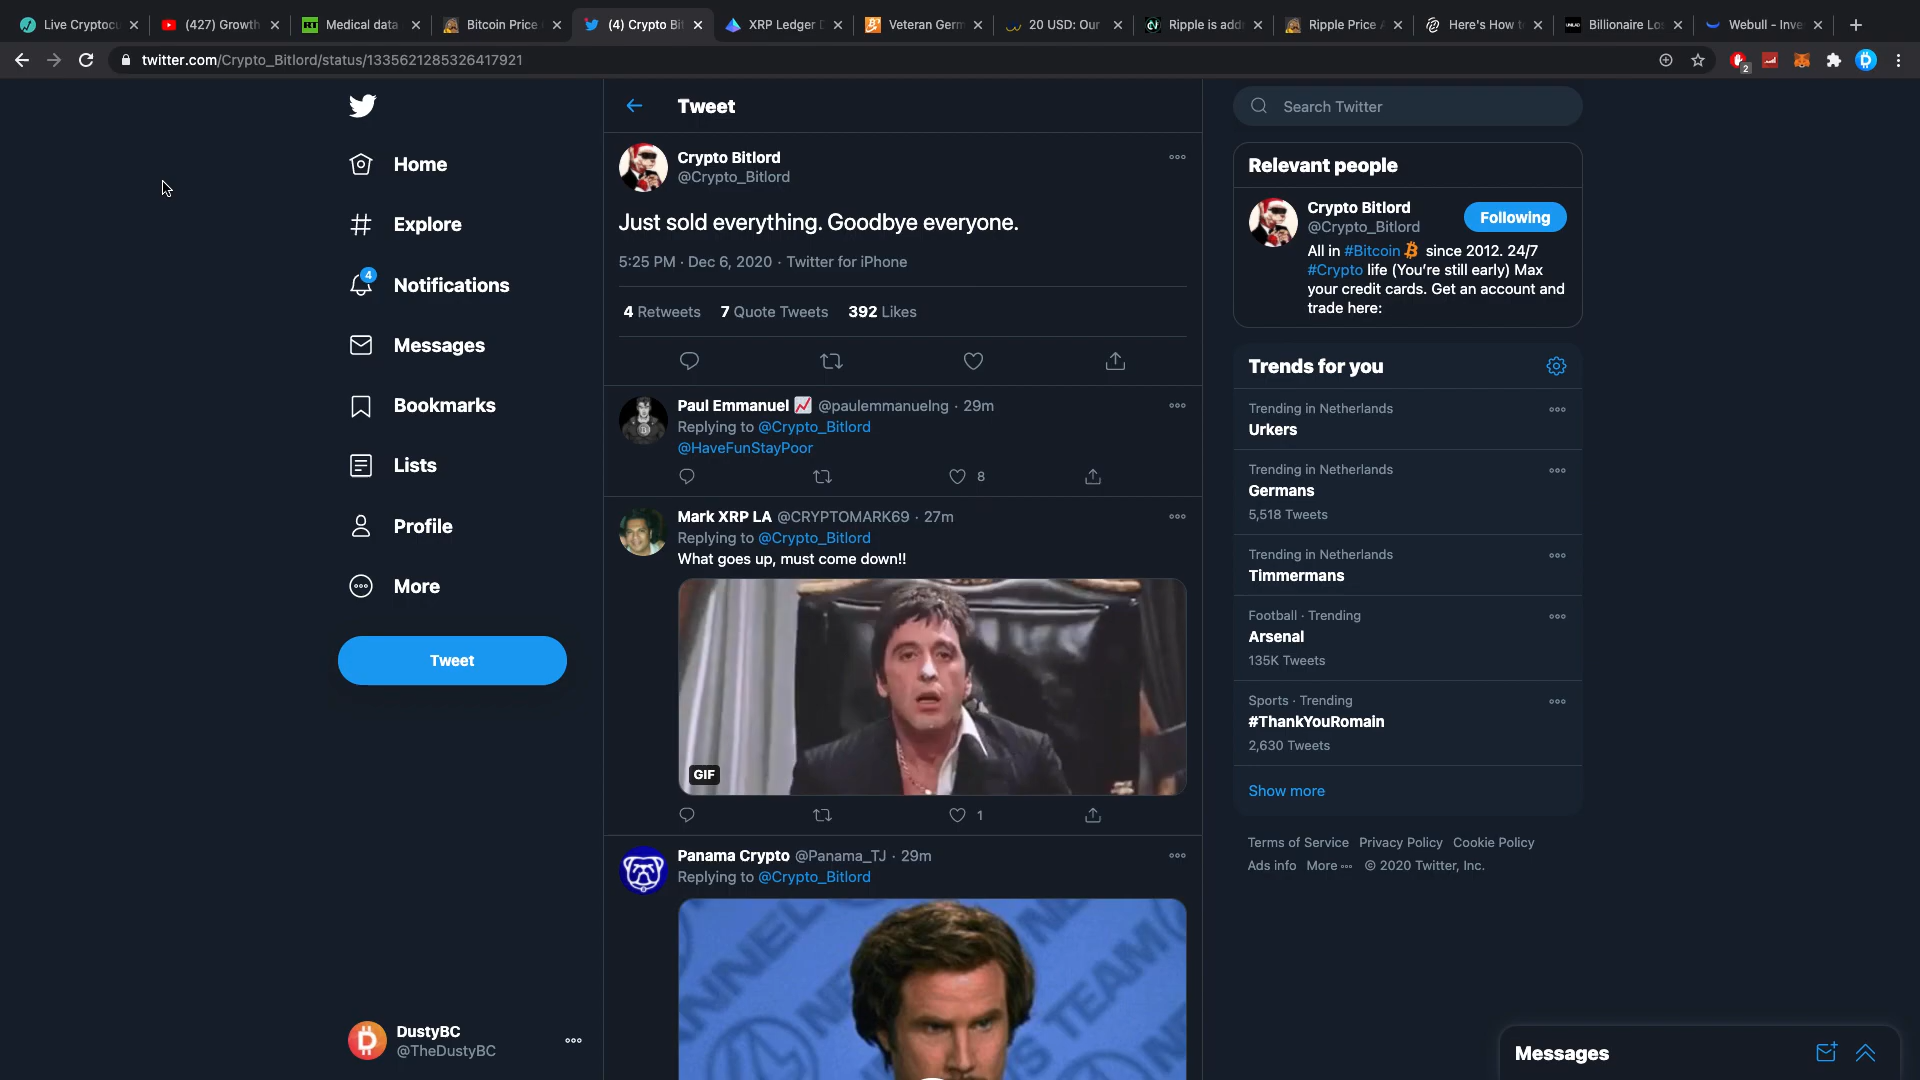 Live Cryptocu
(427) Growth
RT
Medical data
Bitcoin Price
(4) Crypto Bit
XRP Ledger D
Veteran Germ
20 USD: Our
Ripple is add
Ripple Price A
Here's How t
Billionaire Lo
Webull - Inve
twitter.com/Crypto_Bitlord/status/1335621285326417921
2
Home
Explore
4
Notifications
Messages
Bookmarks
Lists
Profile
More
Tweet
DustyBC
@TheDustyBC
Tweet
Crypto Bitlord
@Crypto_Bitlord
Just sold everything. Goodbye everyone.
5:25 PM · Dec 6, 2020 · Twitter for iPhone
4 Retweets 7 Quote Tweets 392 Likes
Paul Emmanuel 📈 @paulemmanuelng · 29m
Replying to @Crypto_Bitlord
@HaveFunStayPoor
8
Mark XRP LA @CRYPTOMARK69 · 27m
Replying to @Crypto_Bitlord
What goes up, must come down!!
GIF
1
Panama Crypto @Panama_TJ · 29m
Replying to @Crypto_Bitlord
Search Twitter
Relevant people
Crypto Bitlord
@Crypto_Bitlord
Following
All in #Bitcoin since 2012. 24/7
#Crypto life (You're still early) Max
your credit cards. Get an account and
trade here:
Trends for you
Trending in Netherlands
Urkers
Trending in Netherlands
Germans
5,518 Tweets
Trending in Netherlands
Timmermans
Football · Trending
Arsenal
135K Tweets
Sports · Trending
#ThankYouRomain
2,630 Tweets
Show more
Terms of Service Privacy Policy Cookie Policy
Ads info More ••• © 2020 Twitter, Inc.
Messages